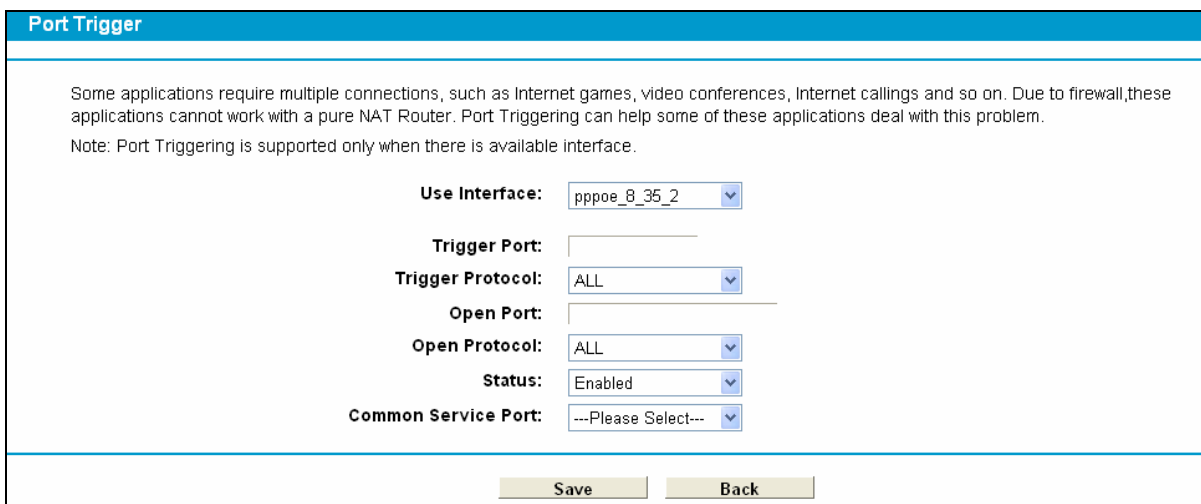 Port Trigger
Some applications require multiple connections, such as Internet games, video conferences, Internet callings and so on. Due to firewall,these
applications cannot work with a pure NAT Router. Port Triggering can help some of these applications deal with this problem.
Note: Port Triggering is supported only when there is available interface.
Use Interface: pppoe_8_35_2
Trigger Port:
Trigger Protocol: ALL
Open Port:
Open Protocol: ALL
Status: Enabled
Common Service Port: ---Please Select---
Save Back